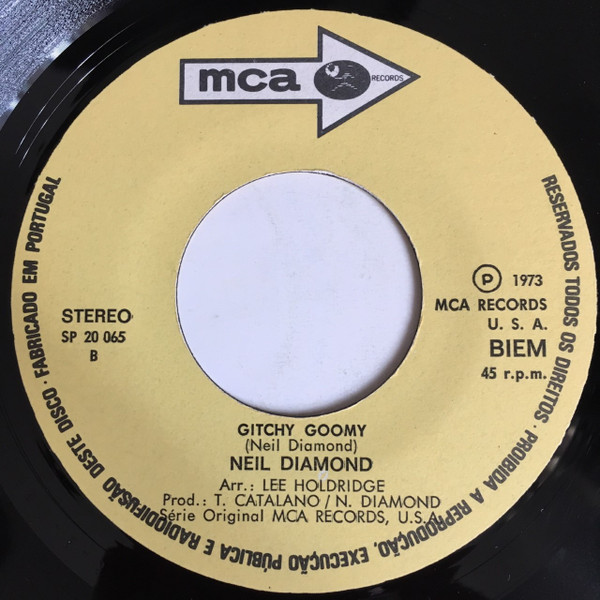 mca
RECORDS
STEREO
SP 20 065
B
Ⓟ 1973
MCA RECORDS
U. S. A.
BIEM
45 r.p.m.
GITCHY GOOMY
(Neil Diamond)
NEIL DIAMOND
Arr.: LEE HOLDRIDGE
Prod.: T. CATALANO / N. DIAMOND
Série Original MCA RECORDS, U.S.A.
RESERVADOS TODOS OS DIREITOS · PROIBIDA A REPRODUÇÃO, EXECUÇÃO PÚBLICA E RADIODIFUSÃO DESTE DISCO · FABRICADO EM PORTUGAL